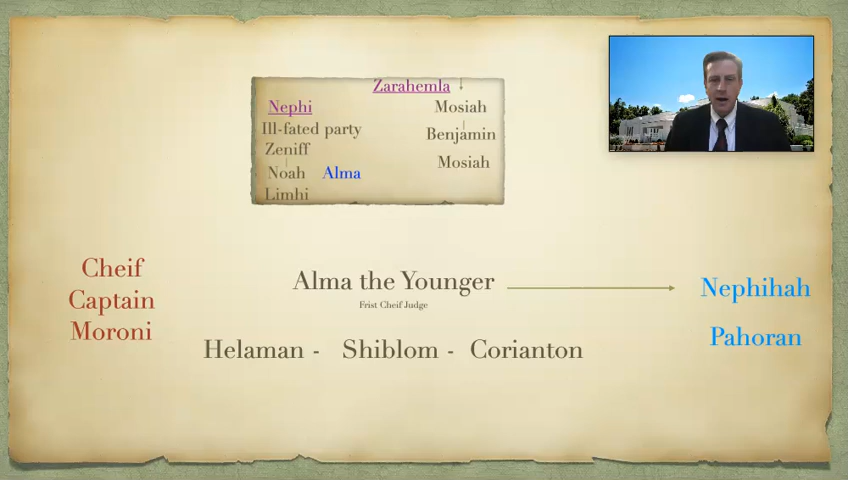 Zarahemla
Nephi
Mosiah
Ill-fated party
Benjamin
Zeniff
Mosiah
Noah Alma
Limhi
Cheif
Captain
Moroni
Alma the Younger
Frist Cheif Judge
Nephihah
Pahoran
Helaman - Shiblom - Corianton